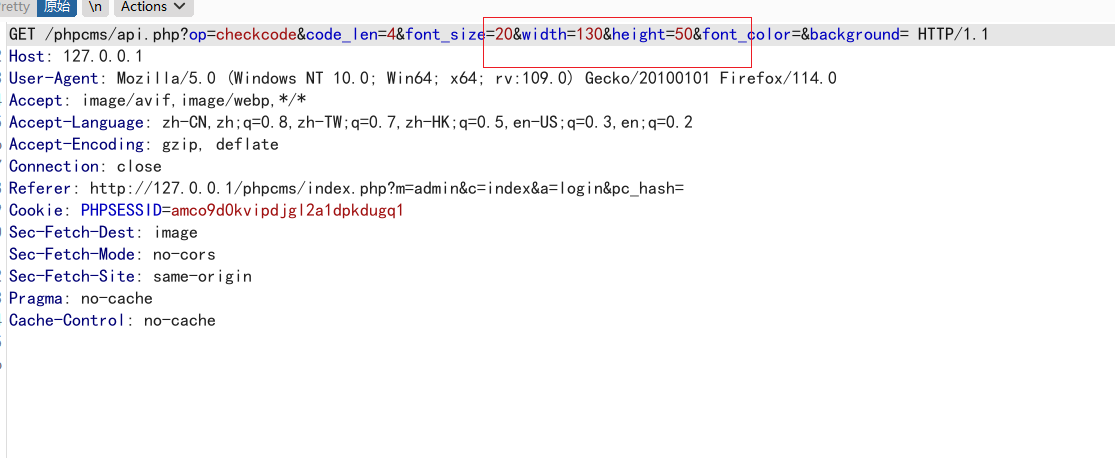 retty 原始 \n Actions
GET /phpcms/api.php?op=checkcode&code_len=4&font_size=20&width=130&height=50&font_color=&background= HTTP/1.1
Host: 127.0.0.1
User-Agent: Mozilla/5.0 (Windows NT 10.0; Win64; x64; rv:109.0) Gecko/20100101 Firefox/114.0
Accept: image/avif,image/webp,*/*
Accept-Language: zh-CN,zh;q=0.8,zh-TW;q=0.7,zh-HK;q=0.5,en-US;q=0.3,en;q=0.2
Accept-Encoding: gzip, deflate
Connection: close
Referer: http://127.0.0.1/phpcms/index.php?m=admin&c=index&a=login&pc_hash=
Cookie: PHPSESSID=amco9d0kvipdjgl2a1dpkdugq1
Sec-Fetch-Dest: image
Sec-Fetch-Mode: no-cors
Sec-Fetch-Site: same-origin
Pragma: no-cache
Cache-Control: no-cache